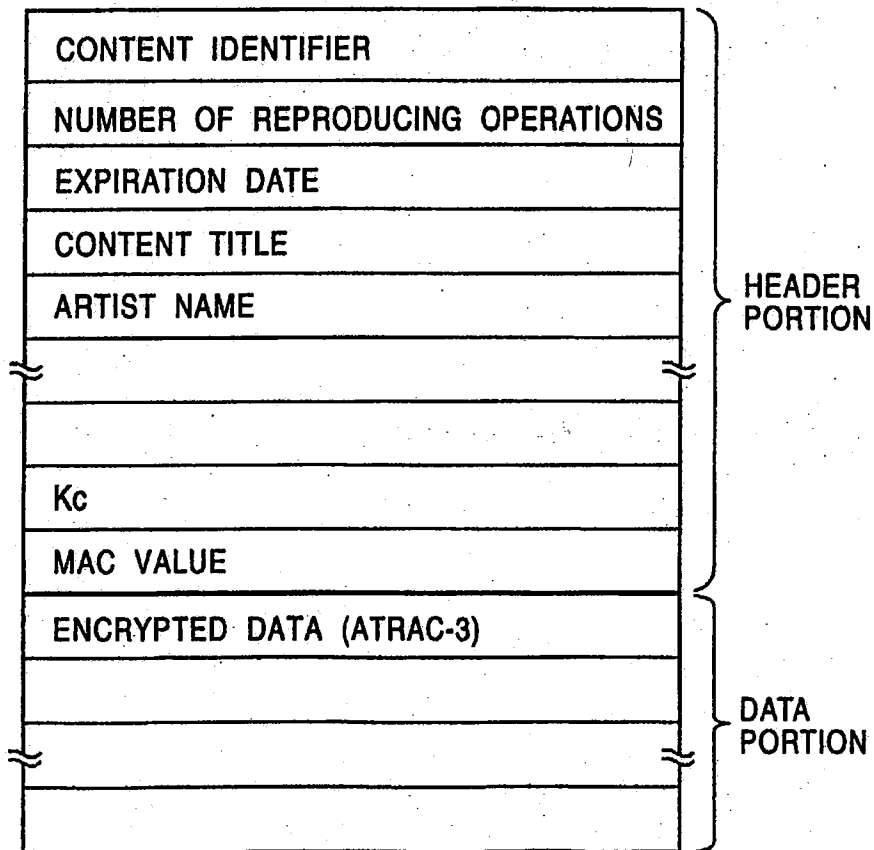 CONTENT IDENTIFIER
NUMBER OF REPRODUCING OPERATIONS
EXPIRATION DATE
CONTENT TITLE
ARTIST NAME
HEADER
PORTION
Kc
MAC VALUE
ENCRYPTED DATA (ATRAC-3)
DATA
PORTION